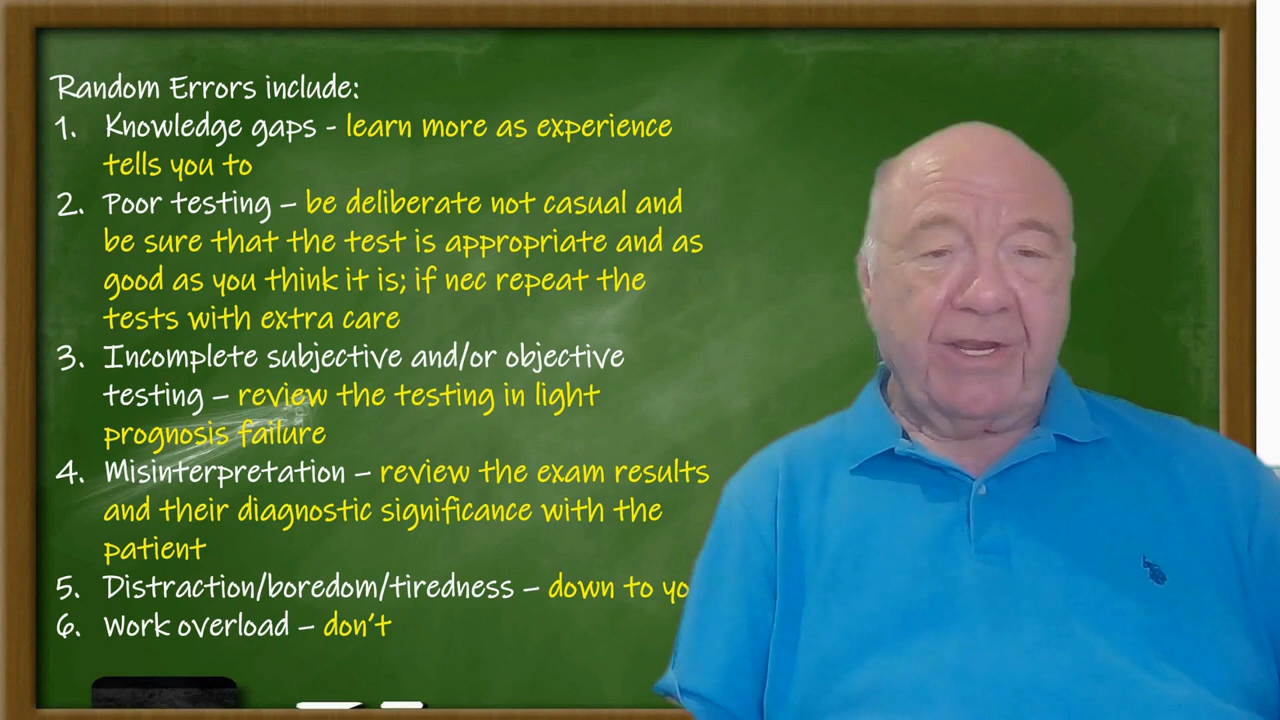 Random Errors include:
1. Knowledge gaps - learn more as experience
tells you to
2. Poor testing – be deliberate not casual and
be sure that the test is appropriate and as
good as you think it is; if nec repeat the
tests with extra care
3. Incomplete subjective and/or objective
testing – review the testing in light
prognosis failure
4. Misinterpretation – review the exam results
and their diagnostic significance with the
patient
5. Distraction/boredom/tiredness – down to yo
6. Work overload – don't